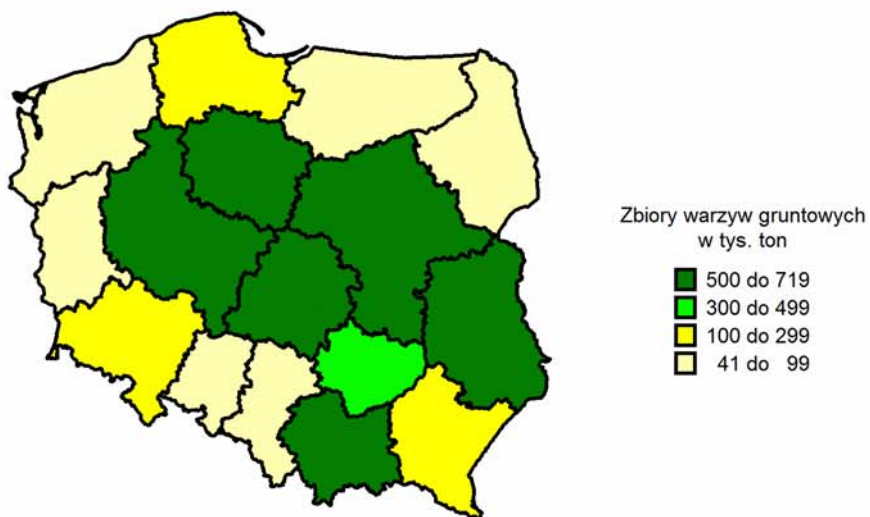 Zbiory warzyw gruntowych
w tys. ton
500 do 719
300 do 499
100 do 299
41 do 99